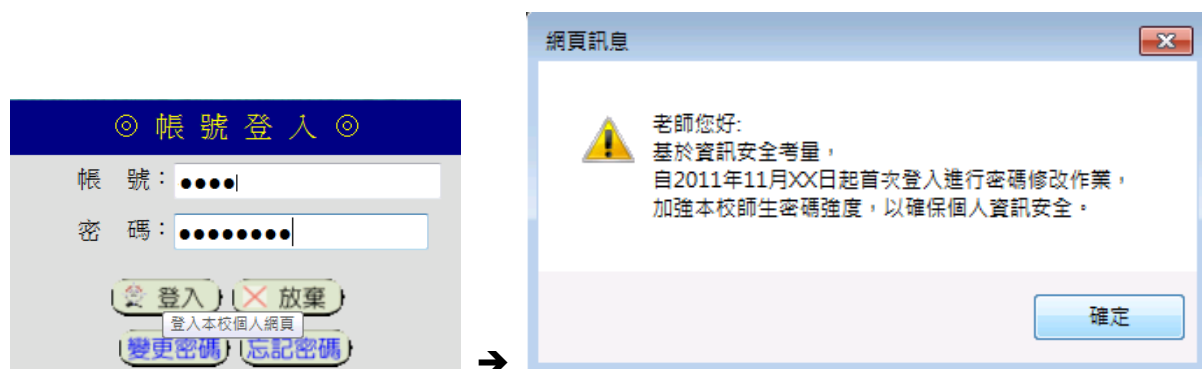 ◎ 帳 號 登 入 ◎
帳 號：●●●●
密 碼：●●●●●●●●
登入 放棄
登入本校個人網頁
變更密碼 忘記密碼
➔
網頁訊息
老師您好:
基於資訊安全考量，
自2011年11月XX日起首次登入進行密碼修改作業，
加強本校師生密碼強度，以確保個人資訊安全。
確定